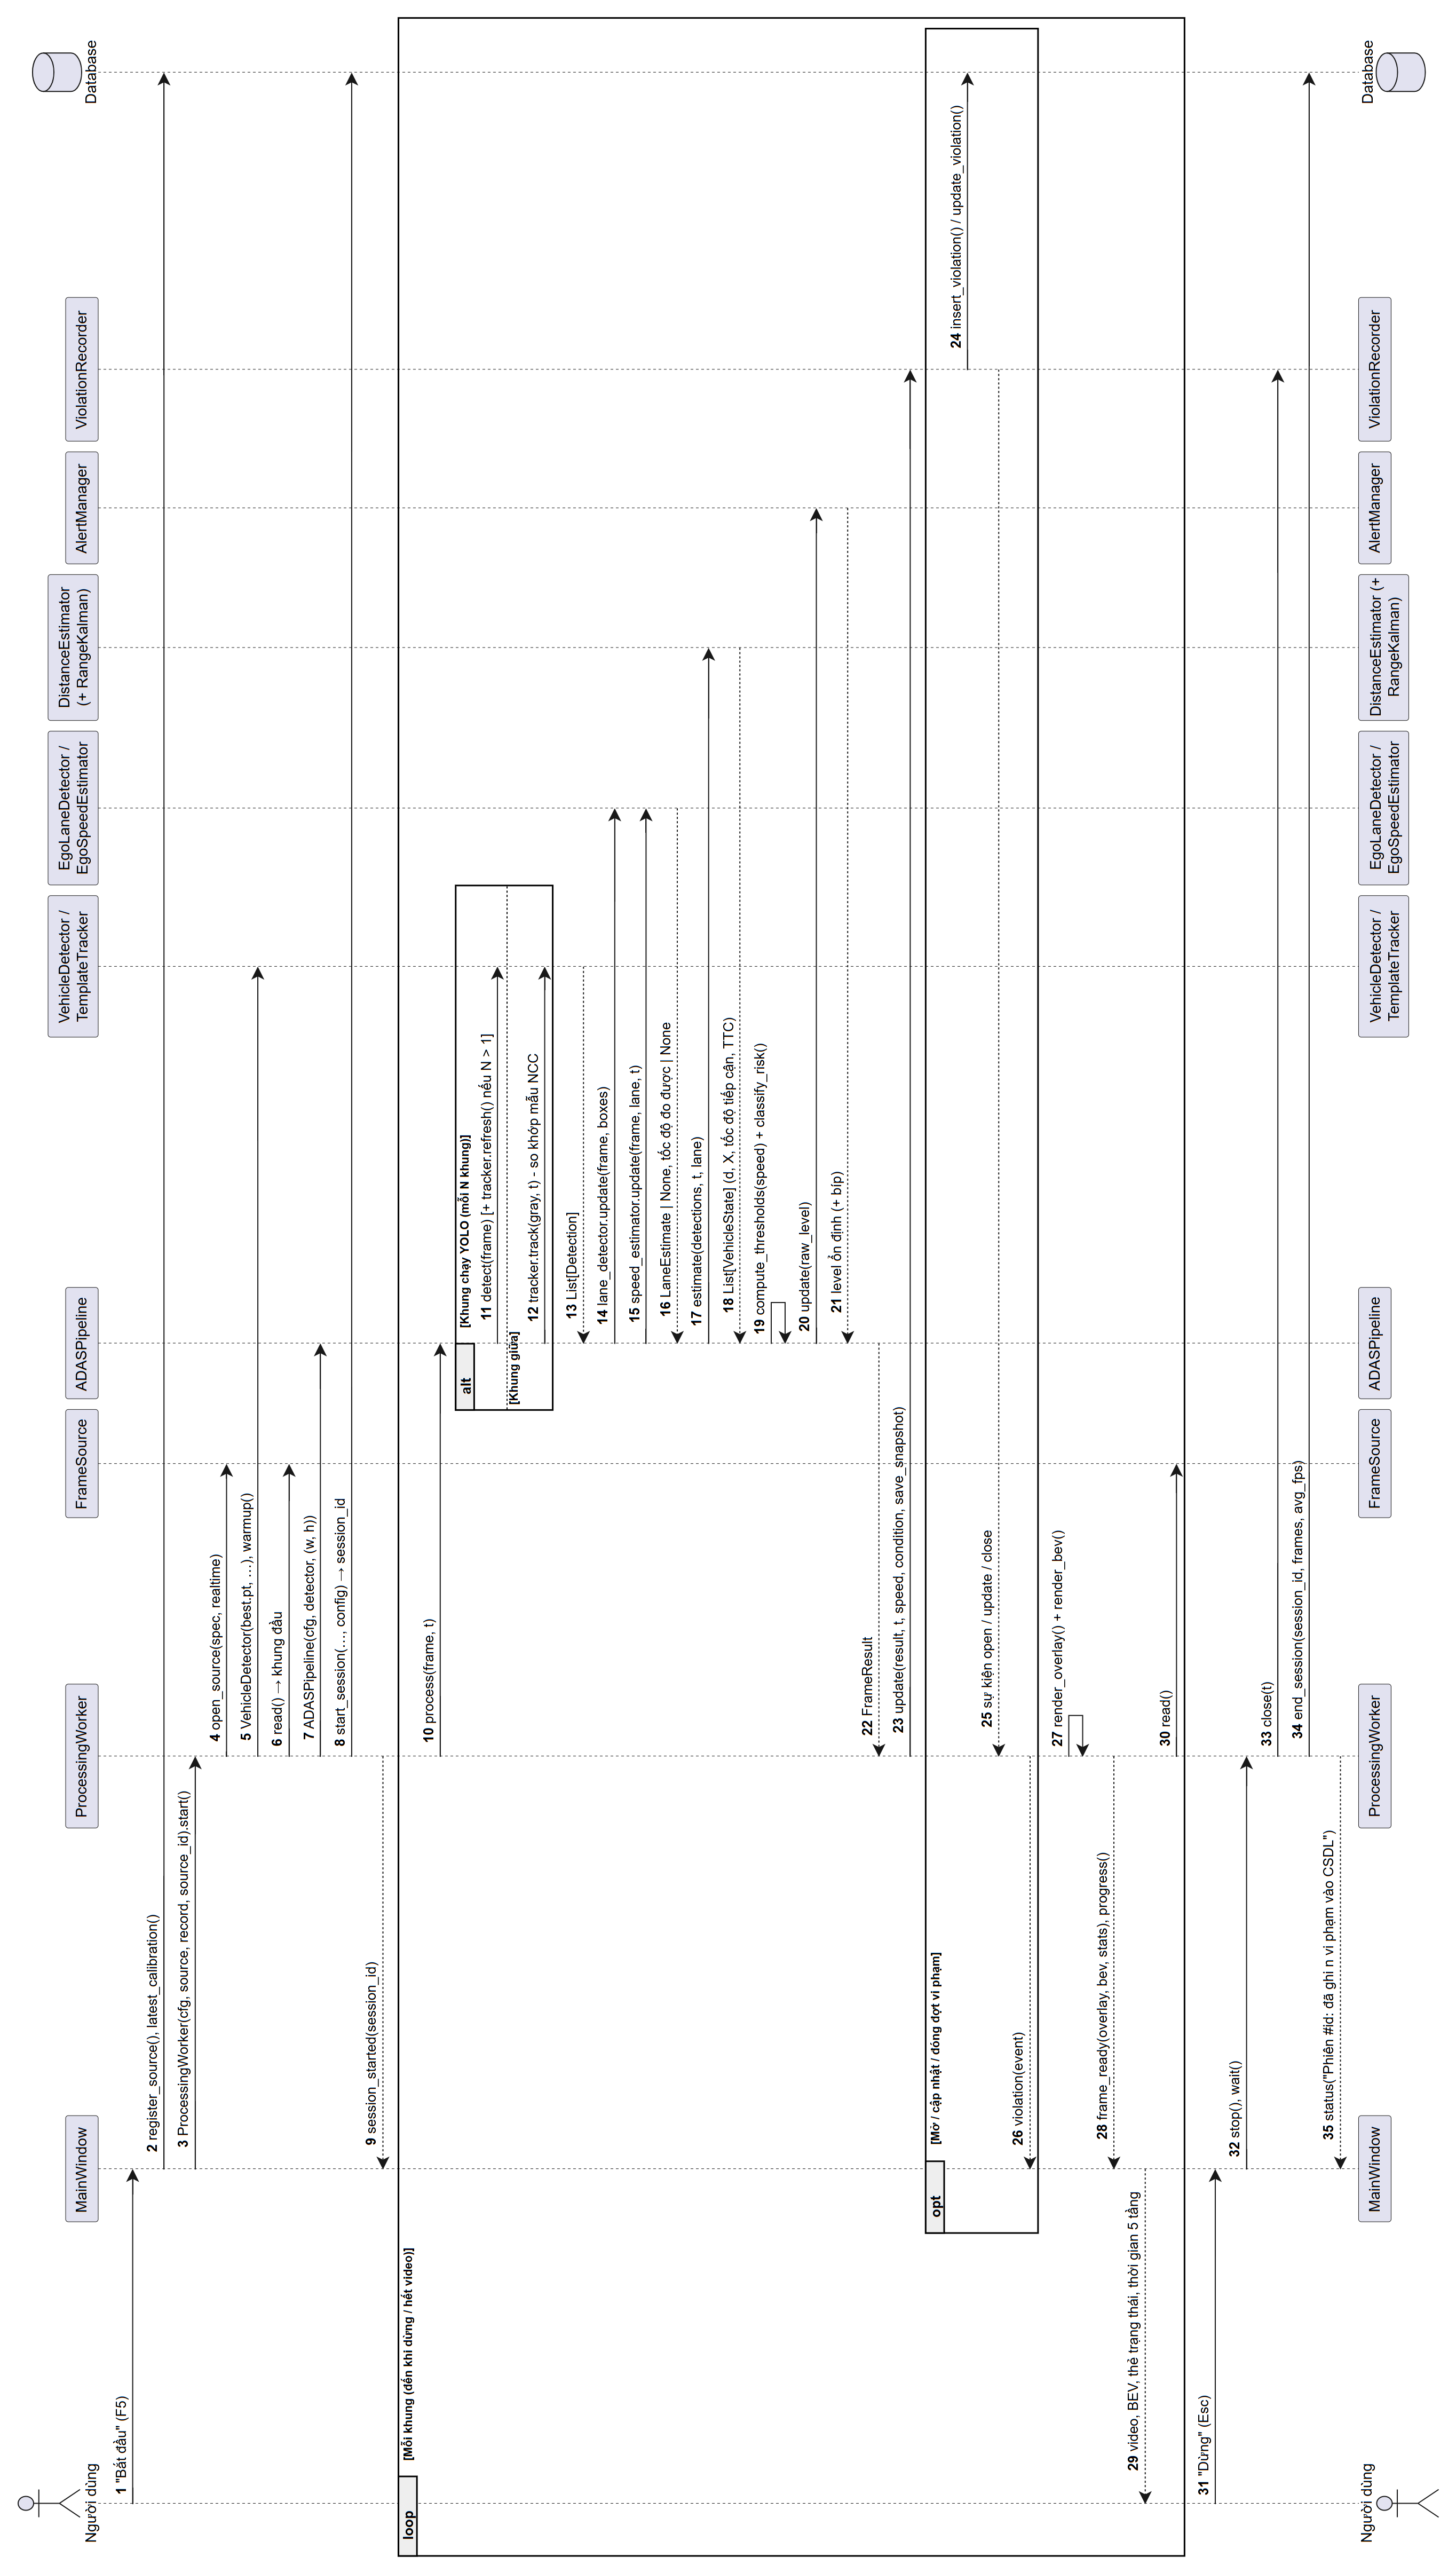 Người dùng
MainWindow
ProcessingWorker
FrameSource
ADASPipeline
VehicleDetector /
TemplateTracker
EgoLaneDetector /
EgoSpeedEstimator
DistanceEstimator
(+ RangeKalman)
AlertManager
ViolationRecorder
Database
1 "Bắt đầu" (F5)
2 register_source(), latest_calibration()
3 ProcessingWorker(cfg, source, record, source_id).start()
4 open_source(spec, realtime)
5 VehicleDetector(best.pt, …), warmup()
6 read() → khung đầu
7 ADASPipeline(cfg, detector, (w, h))
8 start_session(…, config) → session_id
9 session_started(session_id)
loop
[Mỗi khung (đến khi dừng / hết video)]
10 process(frame, t)
alt
[Khung chạy YOLO (mỗi N khung)]
11 detect(frame) [+ tracker.refresh() nếu N > 1]
[Khung giữa]
12 tracker.track(gray, t) - so khớp mẫu NCC
13 List[Detection]
14 lane_detector.update(frame, boxes)
15 speed_estimator.update(frame, lane, t)
16 LaneEstimate | None, tốc độ đo được | None
17 estimate(detections, t, lane)
18 List[VehicleState] (d, X, tốc độ tiếp cận, TTC)
19 compute_thresholds(speed) + classify_risk()
20 update(raw_level)
21 level ổn định (+ bíp)
22 FrameResult
23 update(result, t, speed, condition, save_snapshot)
opt
[Mở / cập nhật / đóng đợt vi phạm]
24 insert_violation() / update_violation()
25 sự kiện open / update / close
26 violation(event)
27 render_overlay() + render_bev()
28 frame_ready(overlay, bev, stats), progress()
29 video, BEV, thẻ trạng thái, thời gian 5 tầng
30 read()
31 "Dừng" (Esc)
32 stop(), wait()
33 close(t)
34 end_session(session_id, frames, avg_fps)
35 status("Phiên #id: đã ghi n vi phạm vào CSDL")
Người dùng
MainWindow
ProcessingWorker
FrameSource
ADASPipeline
VehicleDetector /
TemplateTracker
EgoLaneDetector /
EgoSpeedEstimator
DistanceEstimator (+
RangeKalman)
AlertManager
ViolationRecorder
Database